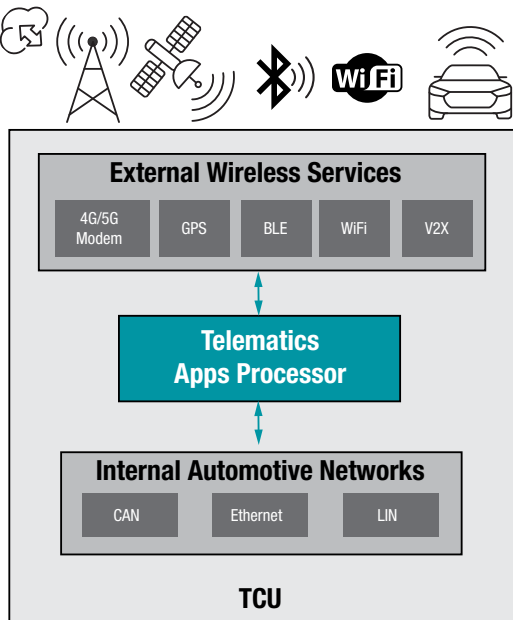 WiFi
External Wireless Services
4G/5G
Modem
GPS
BLE
WiFi
V2X
Telematics
Apps Processor
Internal Automotive Networks
CAN
Ethernet
LIN
TCU